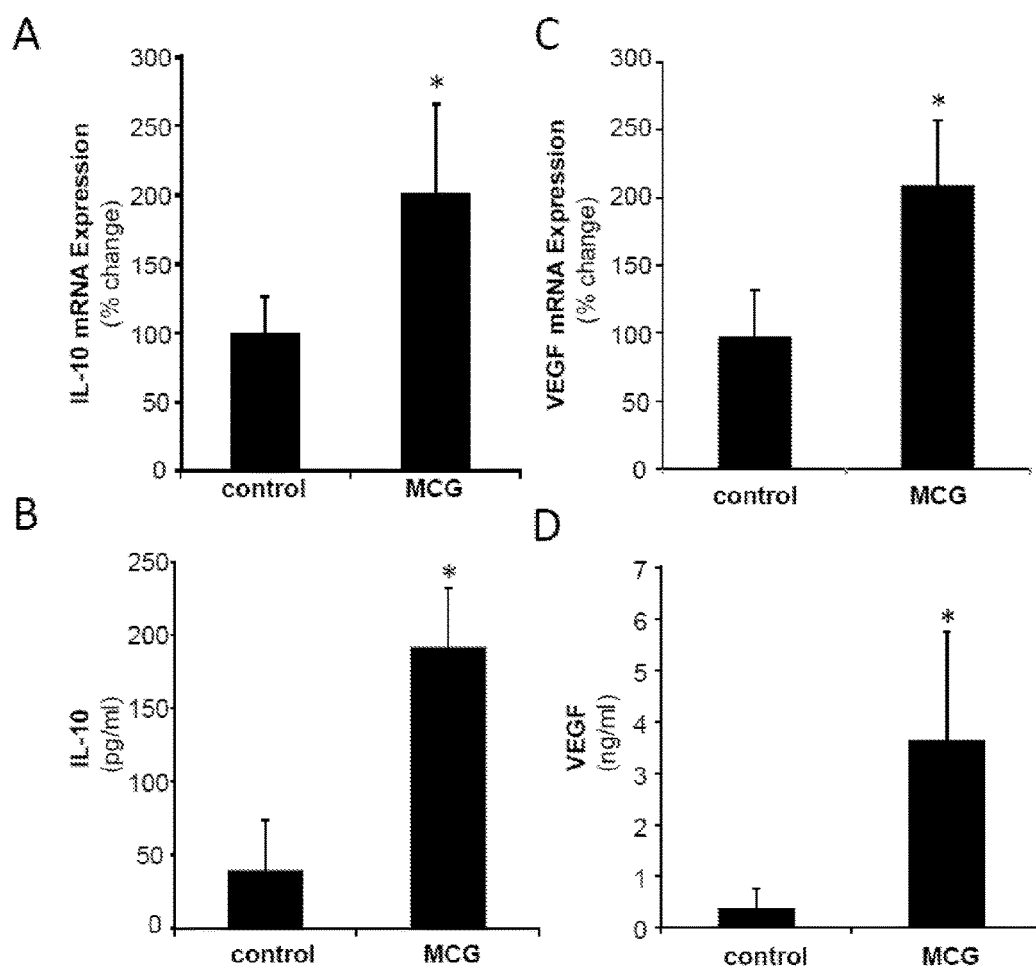 A
IL-10 mRNA Expression
(% change)
300
250
200
150
100
50
0
*
control MCG
C
VEGF mRNA Expression
(% change)
300
250
200
150
100
50
0
*
control MCG
B
IL-10
(pg/ml)
250
200
150
100
50
0
*
control MCG
D
VEGF
(ng/ml)
7
6
5
4
3
2
1
0
*
control MCG